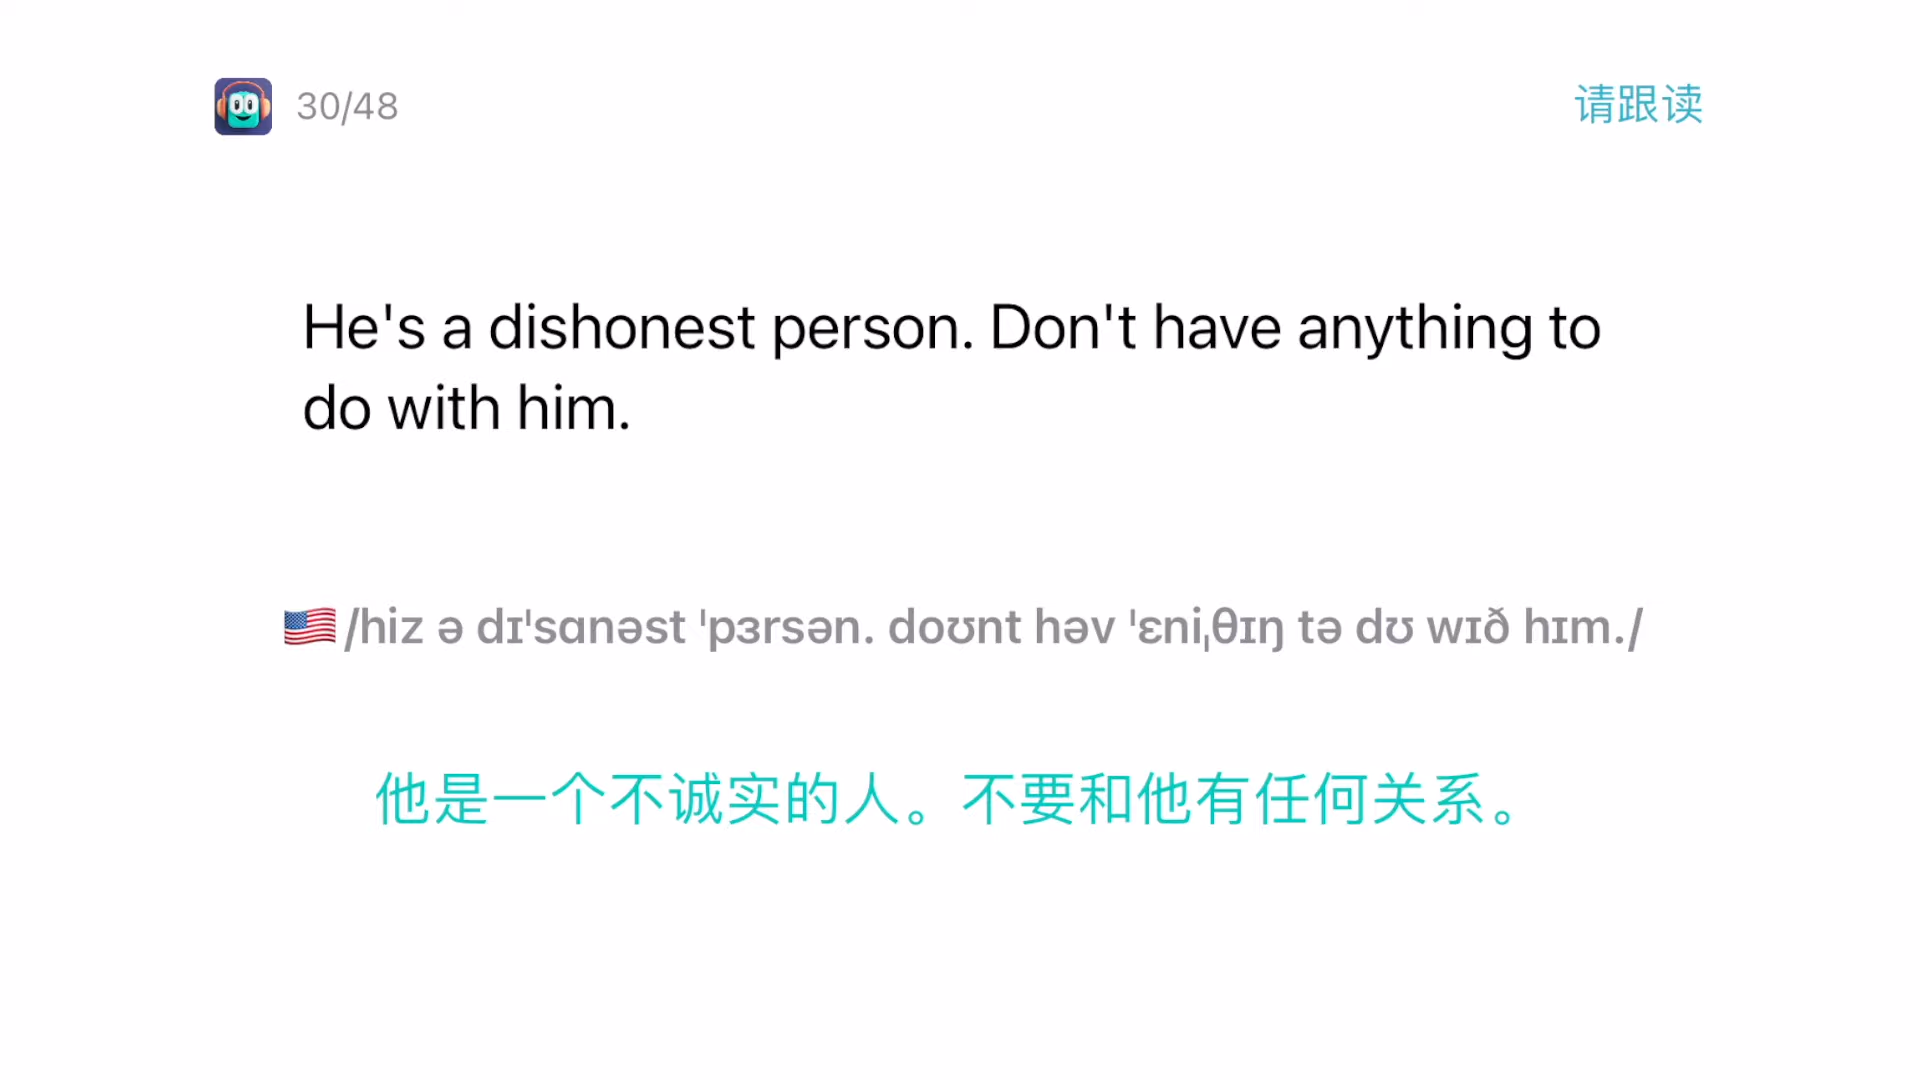 30/48
请跟读
He's a dishonest person. Don't have anything to
do with him.
/hiz ə dɪˈsɑnəst ˈpɜrsən. doʊnt həv ˈɛniˌθɪŋ tə dʊ wɪð hɪm./
他是一个不诚实的人。不要和他有任何关系。